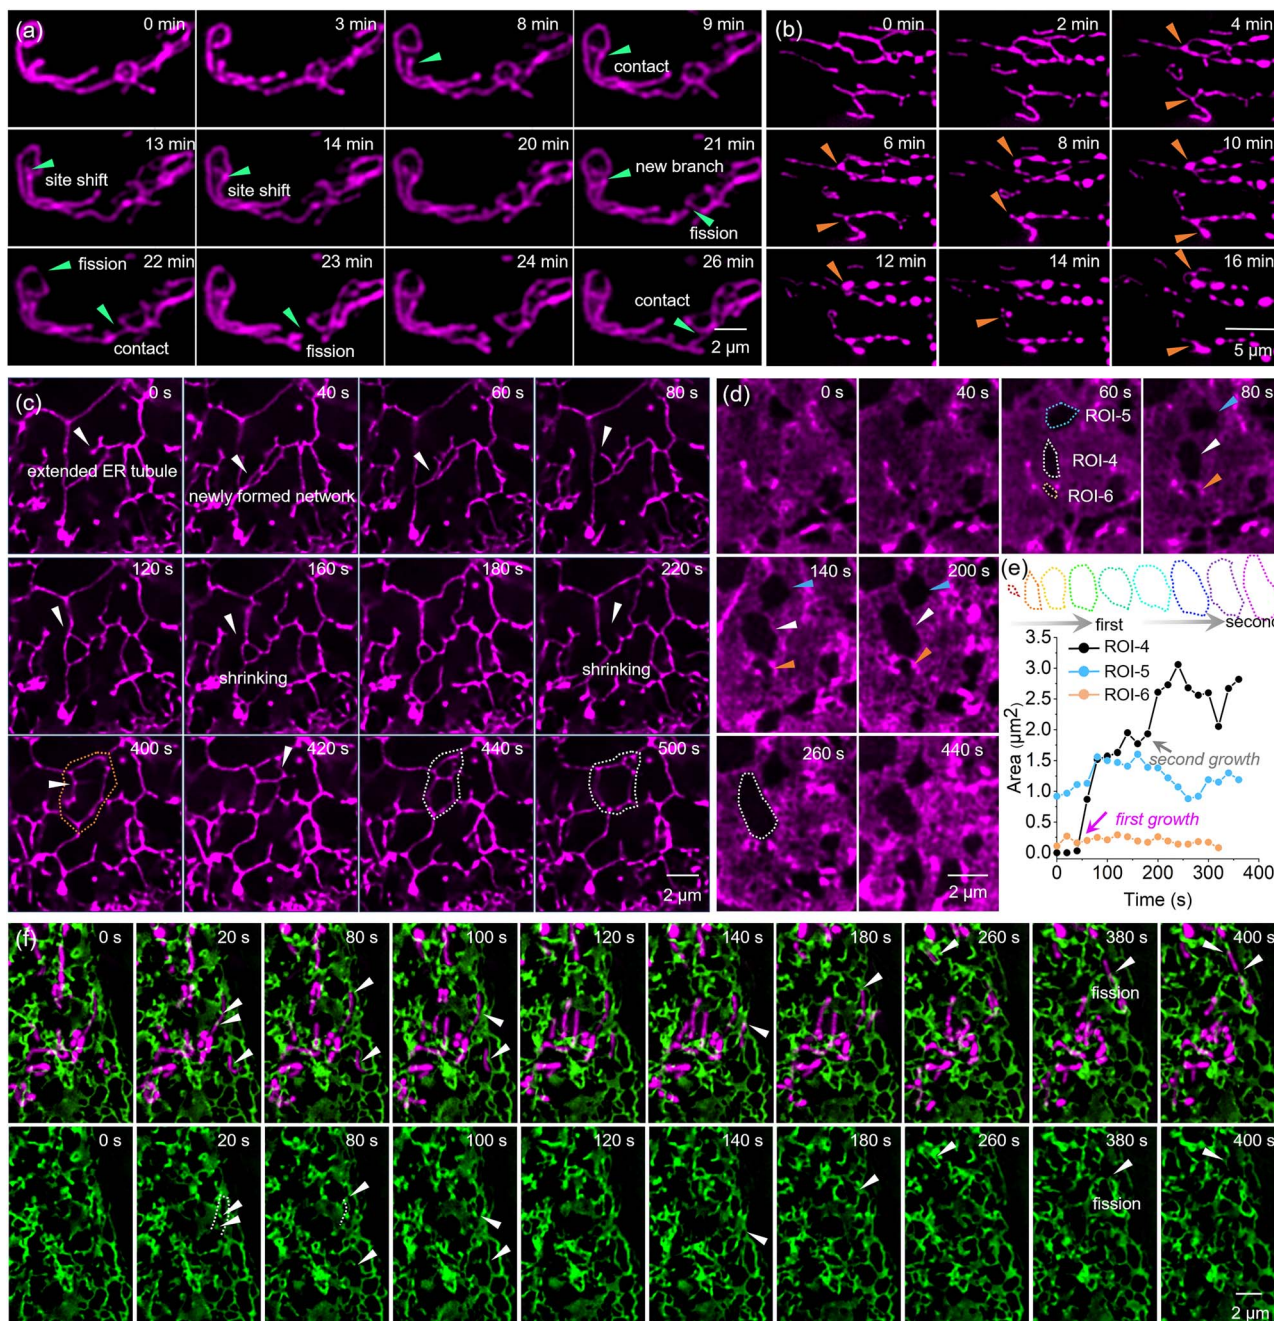 (a)
0 min
3 min
8 min
9 min
contact
13 min
site shift
14 min
site shift
20 min
21 min
new branch
fission
22 min
fission
contact
23 min
fission
24 min
26 min
contact
2 μm
(b)
0 min
2 min
4 min
6 min
8 min
10 min
12 min
14 min
16 min
5 μm
(c)
0 s
extended ER tubule
40 s
newly formed network
60 s
80 s
120 s
160 s
shrinking
180 s
220 s
shrinking
400 s
420 s
440 s
500 s
2 μm
(d)
0 s
40 s
60 s
ROI-5
ROI-4
ROI-6
80 s
140 s
200 s
260 s
440 s
2 μm
(e)
first
second
3.5
3.0
2.5
2.0
1.5
1.0
0.5
0.0
Area (μm2)
ROI-4
ROI-5
ROI-6
second growth
first growth
0
100
200
300
400
Time (s)
(f)
0 s
20 s
80 s
100 s
120 s
140 s
180 s
260 s
380 s
fission
400 s
0 s
20 s
80 s
100 s
120 s
140 s
180 s
260 s
380 s
fission
400 s
2 μm